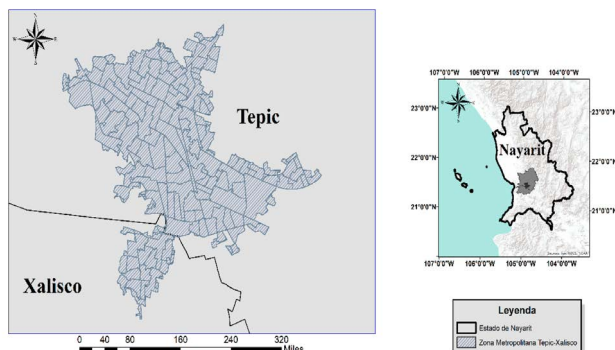 N
W
E
S
Tepic
Xalisco
0 40 80 160 240 320
Miles
107°0'0"W 106°0'0"W 105°0'0"W 104°0'0"W
23°0'0"N
23°0'0"N
22°0'0"N
22°0'0"N
21°0'0"N
21°0'0"N
Nayarit
107°0'0"W 106°0'0"W 105°0'0"W 104°0'0"W
Leyenda
Estado de Nayarit
Zona Metropolitana Tepic-Xalisco